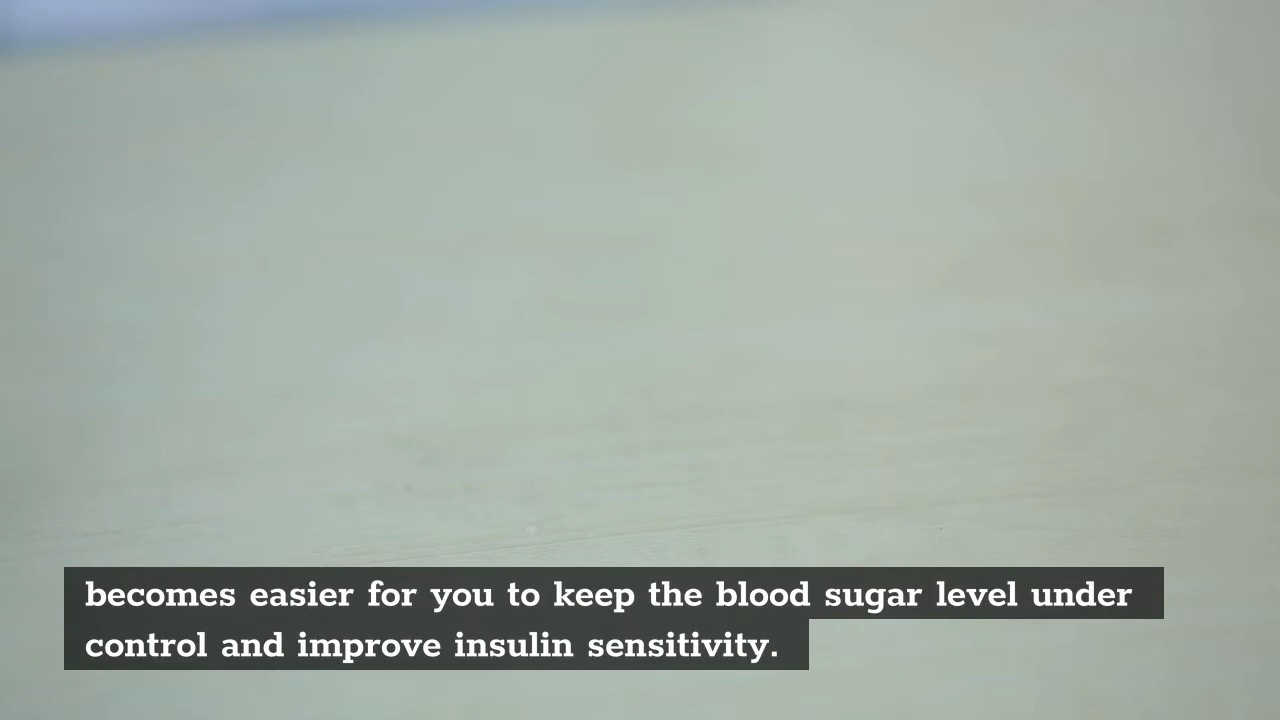 becomes easier for you to keep the blood sugar level under
control and improve insulin sensitivity.